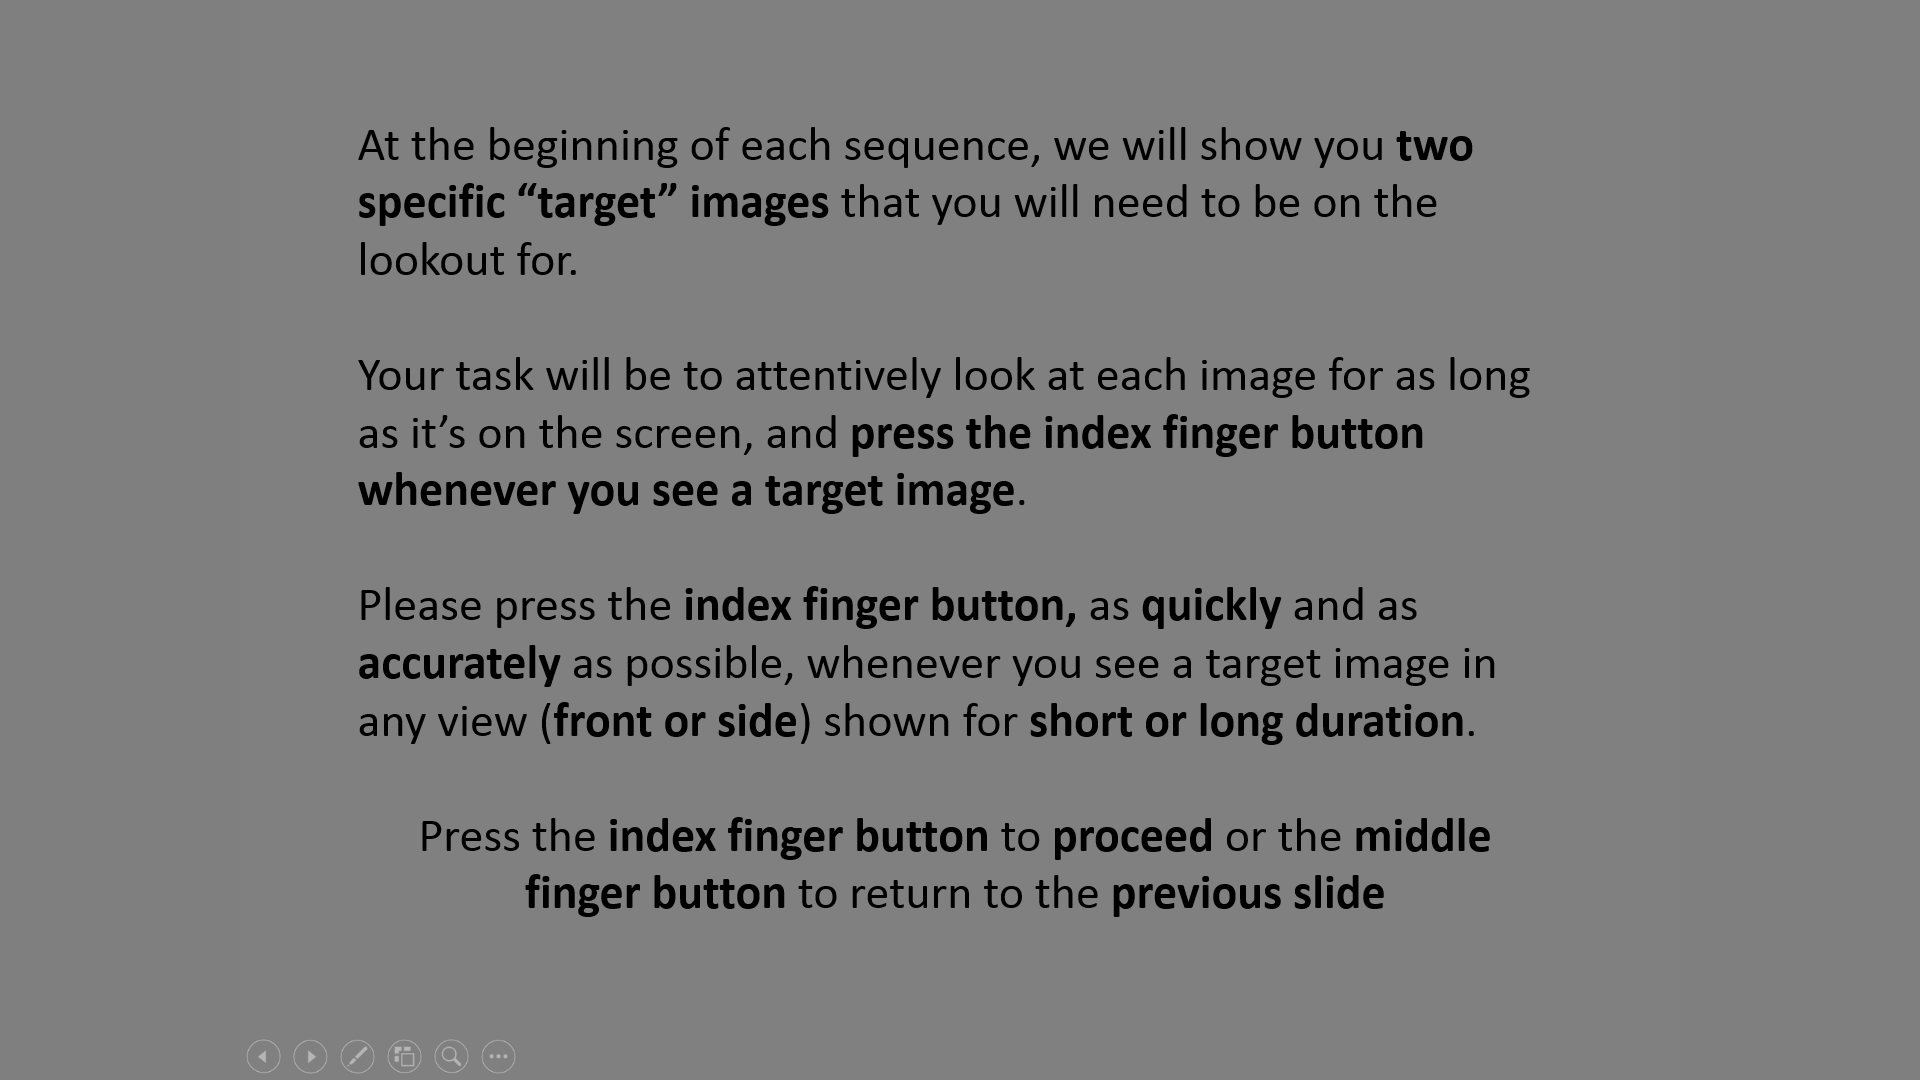 At the beginning of each sequence, we will show you two
specific “target” images that you will need to be on the
lookout for.
Your task will be to attentively look at each image for as long
as it’s on the screen, and press the index finger button
whenever you see a target image.
Please press the index finger button, as quickly and as
accurately as possible, whenever you see a target image in
any view (front or side) shown for short or long duration.
Press the index finger button to proceed or the middle
finger button to return to the previous slide